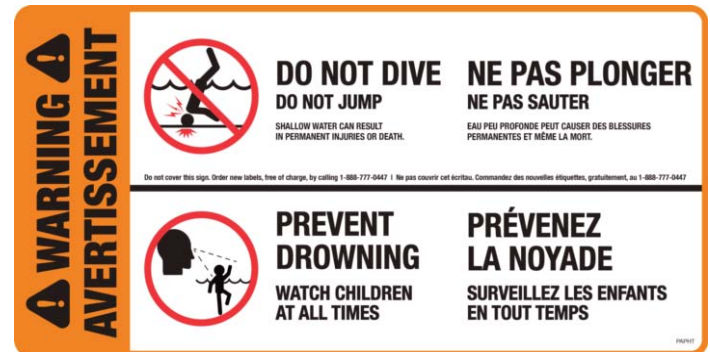 WARNING
AVERTISSEMENT
DO NOT DIVE
DO NOT JUMP
SHALLOW WATER CAN RESULT
IN PERMANENT INJURIES OR DEATH.
NE PAS PLONGER
NE PAS SAUTER
EAU PEU PROFONDE PEUT CAUSER DES BLESSURES
PERMANENTES ET MÊME LA MORT.
Do not cover this sign. Order new labels, free of charge, by calling 1-888-777-0447 | Ne pas couvrir cet écritau. Commandez des nouvelles étiquettes, gratuitement, au 1-888-777-0447
PREVENT
DROWNING
WATCH CHILDREN
AT ALL TIMES
PRÉVENEZ
LA NOYADE
SURVEILLEZ LES ENFANTS
EN TOUT TEMPS
PAPHT